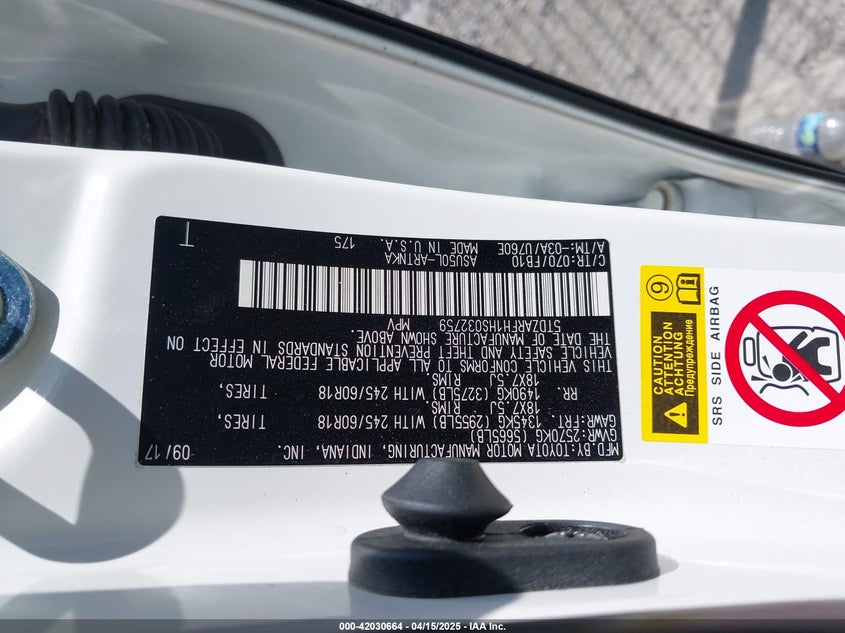 MFD.BY:TOYOTA MOTOR MANUFACTURING, INDIANA, INC. 09/17
GVWR:2570KG (5665LB)
GAWR:FRT. 1345KG (2955LB) WITH 245/60R18 TIRES,
18X7.5J RIMS
RR. 1490KG (3275LB) WITH 245/60R18 TIRES,
18X7.5J RIMS
THIS VEHICLE CONFORMS TO ALL APPLICABLE FEDERAL MOTOR
VEHICLE SAFETY AND THEFT PREVENTION STANDARDS IN EFFECT ON
THE DATE OF MANUFACTURE SHOWN ABOVE.
5TDZARFH1HS032759 MPV
C/TR:070/FB10 ASU50L-ARTNKA
A/TM:-03A/U760E MADE IN U.S.A. 175
T
CAUTION
ATTENTION
ACHTUNG
Предупреждение
6
SRS SIDE AIRBAG
000-42030664 - 04/15/2025 - IAA Inc.